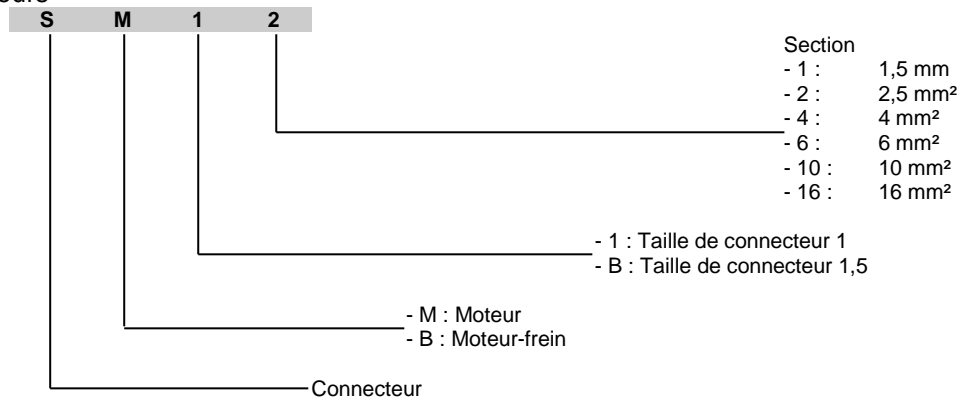 S M 1 2
Section
- 1 : 1,5 mm
- 2 : 2,5 mm²
- 4 : 4 mm²
- 6 : 6 mm²
- 10 : 10 mm²
- 16 : 16 mm²
- 1 : Taille de connecteur 1
- B : Taille de connecteur 1,5
- M : Moteur
- B : Moteur-frein
Connecteur